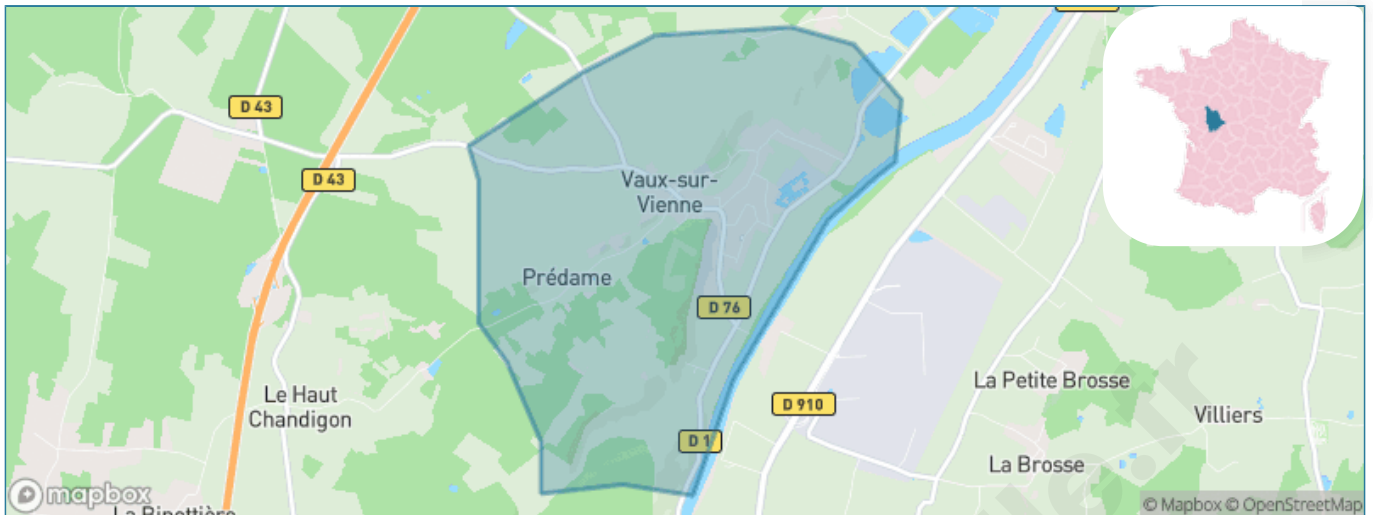 D 43
D 43
Vaux-sur-
Vienne
Prédame
D 76
Le Haut
Chandigon
D 910
La Petite Brosse
Villiers
D 1
La Brosse
mapbox
© Mapbox © OpenStreetMap